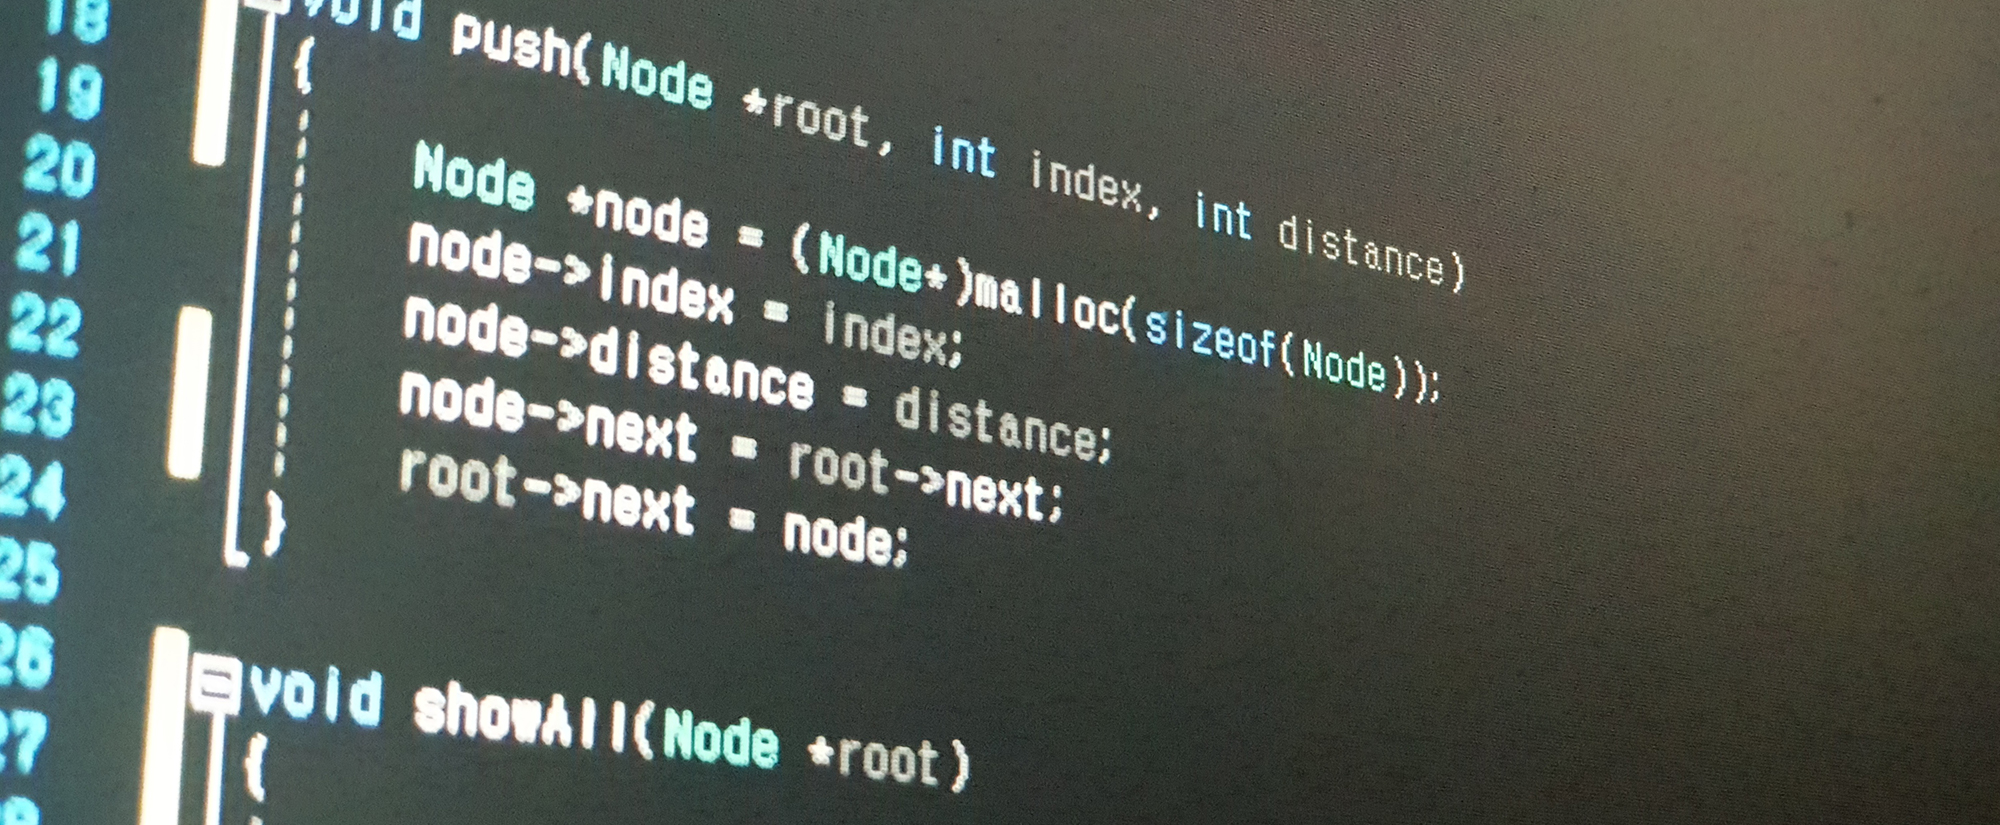 18 void push(Node *root, int index, int distance)
19 {
20 Node *node = (Node*)malloc(sizeof(Node));
21 node->index = index;
22 node->distance = distance;
23 node->next = root->next;
24 root->next = node;
25 }
26
27 void showAll(Node *root)
{